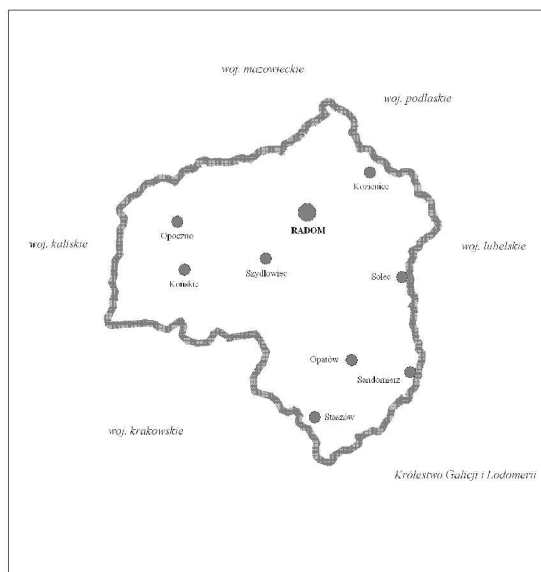 woj. mazowieckie
woj. podlaskie
Kozienice
RADOM
Opoczno
woj. kaliskie
woj. lubelskie
Szydłowiec
Końskie
Solec
Opatów
Sandomierz
Staszów
woj. krakowskie
Królestwo Galicji i Lodomerii